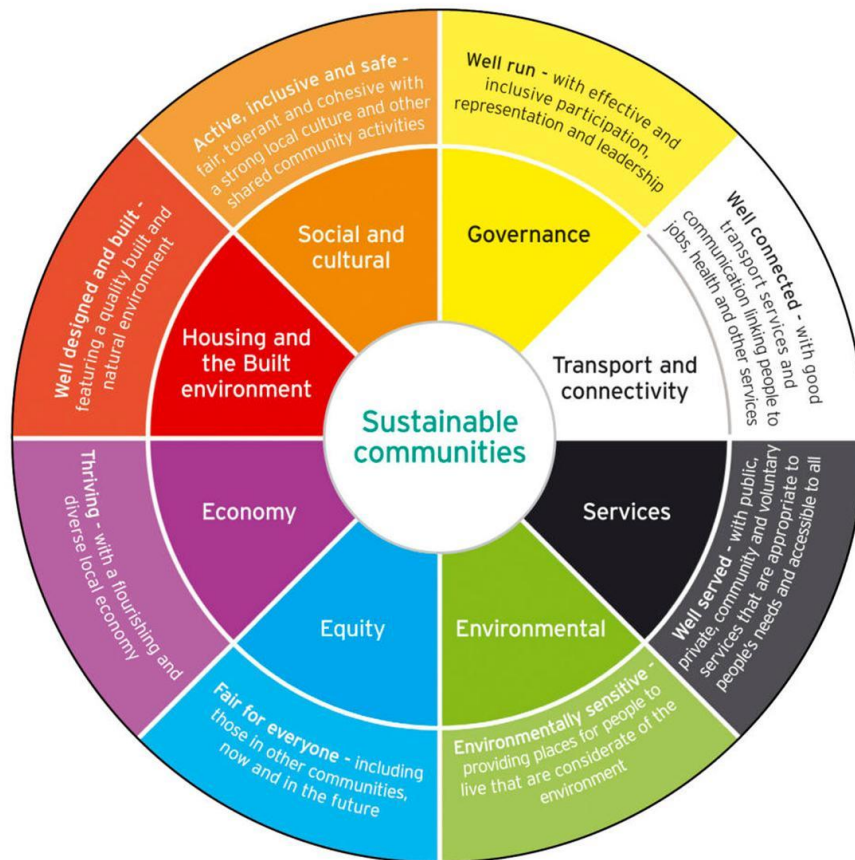 Sustainable
communities
Active, inclusive and safe -
fair, tolerant and cohesive with
a strong local culture and other
shared community activities
Social and
cultural
Well run - with effective and
inclusive participation,
representation and leadership
Governance
Well connected - with good
transport services and
communication linking people to
jobs, health and other services
Transport and
connectivity
Well served - with public,
private, community and voluntary
services that are appropriate to
people's needs and accessible to all
Services
Environmentally sensitive -
providing places for people to
live that are considerate of the
environment
Environmental
Fair for everyone - including
those in other communities,
now and in the future
Equity
Thriving - with a flourishing and
diverse local economy
Economy
Well designed and built -
featuring a quality built and
natural environment
Housing and
the Built
environment